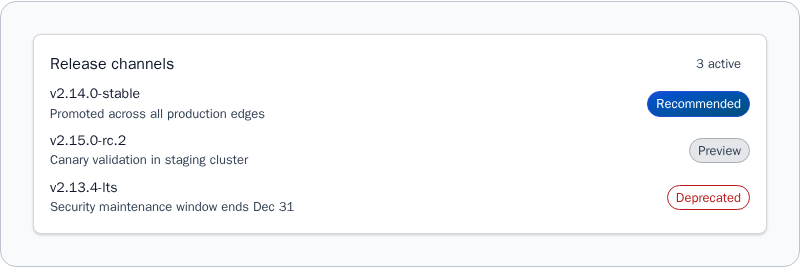 Release channels
3 active
v2.14.0-stable
Promoted across all production edges
Recommended
v2.15.0-rc.2
Canary validation in staging cluster
Preview
v2.13.4-lts
Security maintenance window ends Dec 31
Deprecated